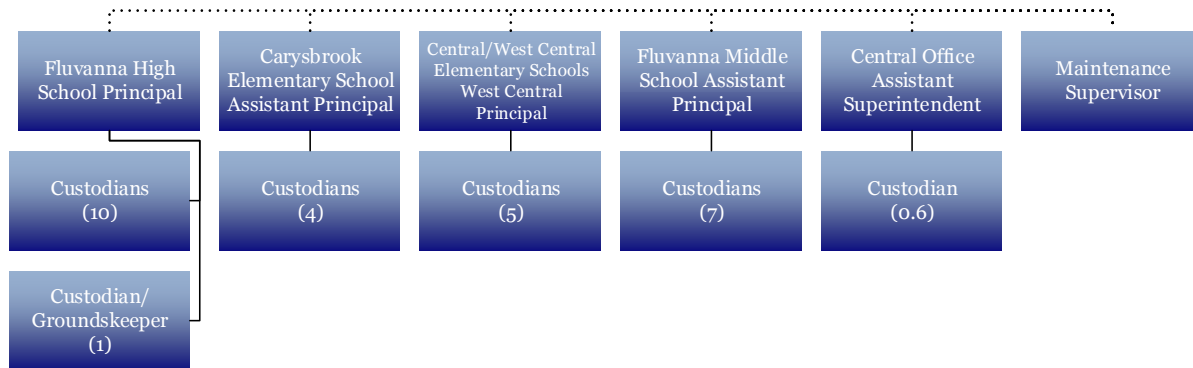 Fluvanna High
School Principal
Carysbrook
Elementary School
Assistant Principal
Central/West Central
Elementary Schools
West Central
Principal
Fluvanna Middle
School Assistant
Principal
Central Office
Assistant
Superintendent
Maintenance
Supervisor
Custodians
(10)
Custodians
(4)
Custodians
(5)
Custodians
(7)
Custodian
(0.6)
Custodian/
Groundskeeper
(1)